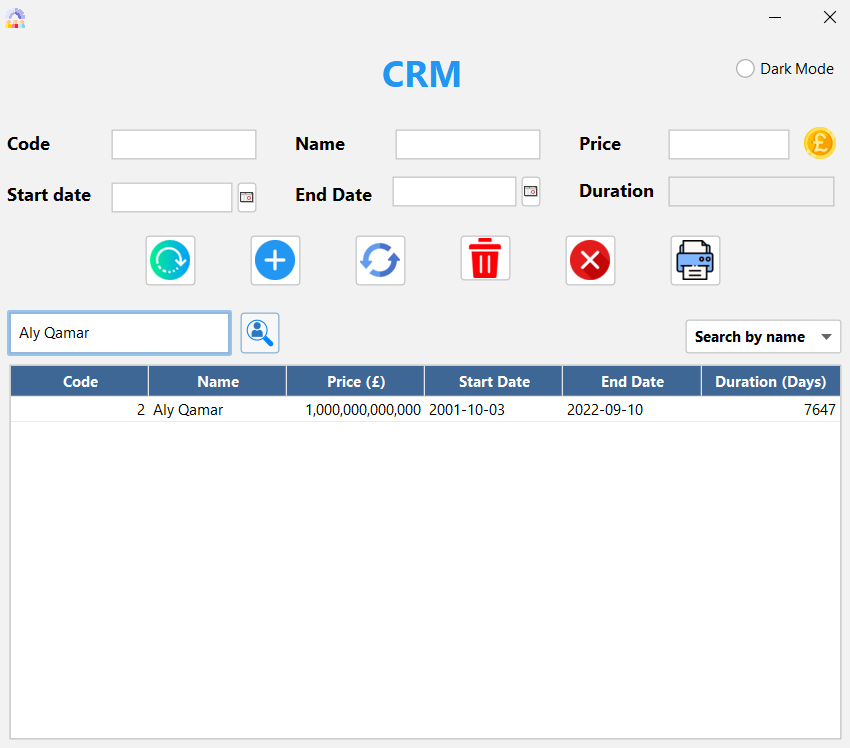 CRM
Dark Mode
Code Name Price £
Start date End Date Duration
Aly Qamar
Search by name
Code Name Price (£) Start Date End Date Duration (Days)
2 Aly Qamar 1,000,000,000,000 2001-10-03 2022-09-10 7647